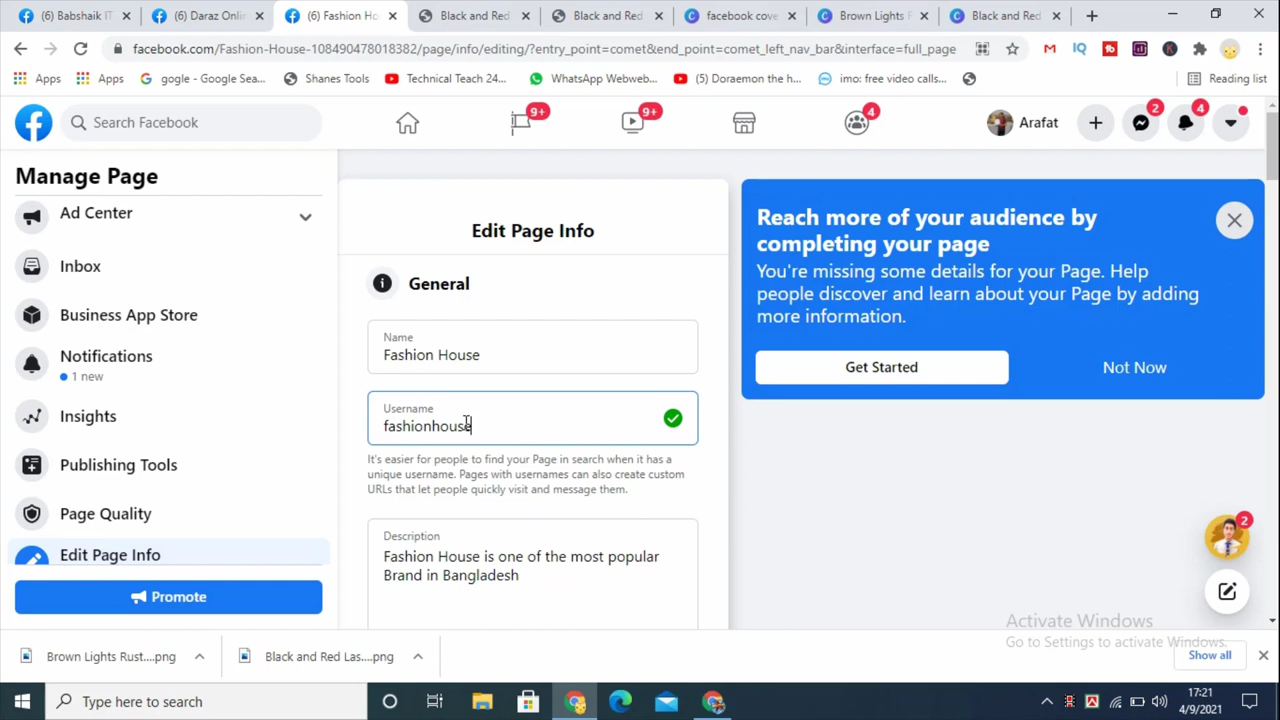 (6) Babshaik IT
(6) Daraz Onlin
(6) Fashion Ho
Black and Red
Black and Red
facebook cove
Brown Lights R
Black and Red
facebook.com/Fashion-House-108490478018382/page/info/editing/?entry_point=comet&end_point=comet_left_nav_bar&interface=full_page
Apps
Apps
gogle - Google Sea...
Shanes Tools
Technical Teach 24...
WhatsApp Webweb...
(5) Doraemon the h...
imo: free video calls...
Reading list
Search Facebook
9+
9+
4
Arafat
2
4
Manage Page
Ad Center
Inbox
Business App Store
Notifications
1 new
Insights
Publishing Tools
Page Quality
Edit Page Info
Promote
Edit Page Info
General
Name
Fashion House
Username
fashionhouse
It's easier for people to find your Page in search when it has a
unique username. Pages with usernames can also create custom
URLs that let people quickly visit and message them.
Description
Fashion House is one of the most popular
Brand in Bangladesh
Reach more of your audience by
completing your page
You're missing some details for your Page. Help
people discover and learn about your Page by adding
more information.
Get Started
Not Now
2
Activate Windows
Go to Settings to activate Windows.
Brown Lights Rust....png
Black and Red Las....png
Show all
Type here to search
17:21
4/9/2021